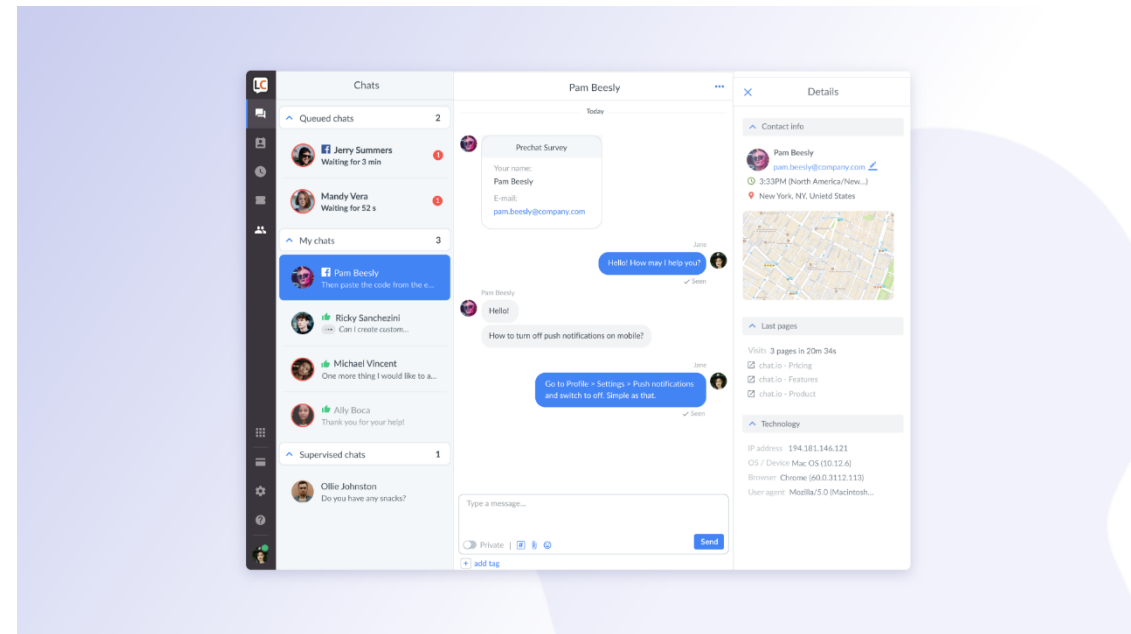 LC
Chats
Queued chats 2
Jerry Summers
Waiting for 3 min
1
Mandy Vera
Waiting for 52 s
1
My chats 3
Pam Beesly
Then paste the code from the e...
Ricky Sanchezini
Can I create custom...
Michael Vincent
One more thing I would like to a...
Ally Boca
Thank you for your help!
Supervised chats 1
Ollie Johnston
Do you have any snacks?
Pam Beesly
Today
Prechat Survey
Your name:
Pam Beesly
E-mail:
pam.beesly@company.com
Jane
Hello! How may I help you?
✓ Seen
Pam Beesly
Hello!
How to turn off push notifications on mobile?
Jane
Go to Profile > Settings > Push notifications
and switch to off. Simple as that.
✓ Seen
Type a message...
Private | #
Send
+ add tag
Details
Contact info
Pam Beesly
pam.beesly@company.com
3:33PM (North America/New...)
New York, NY, Unietd States
Last pages
Visits 3 pages in 20m 34s
chat.io - Pricing
chat.io - Features
chat.io - Product
Technology
IP address 194.181.146.121
OS / Device Mac OS (10.12.6)
Browser Chrome (60.0.3112.113)
User agent Mozilla/5.0 (Macintosh...